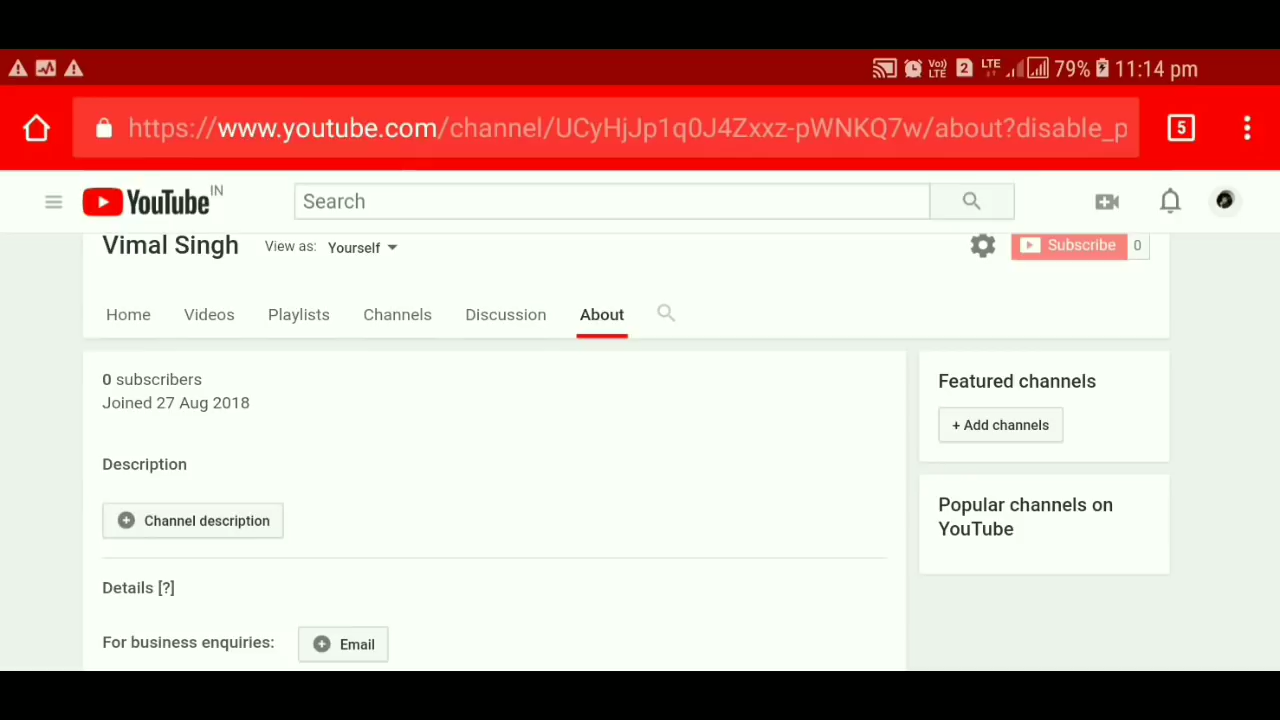 2 79% 11:14 pm
https://www.youtube.com/channel/UCyHjJp1q0J4Zxxz-pWNKQ7w/about?disable_p
5
YouTube IN
Search
Vimal Singh View as: Yourself
Subscribe 0
Home Videos Playlists Channels Discussion About
0 subscribers
Joined 27 Aug 2018
Description
Channel description
Details [?]
For business enquiries: Email
Featured channels
+ Add channels
Popular channels on
YouTube